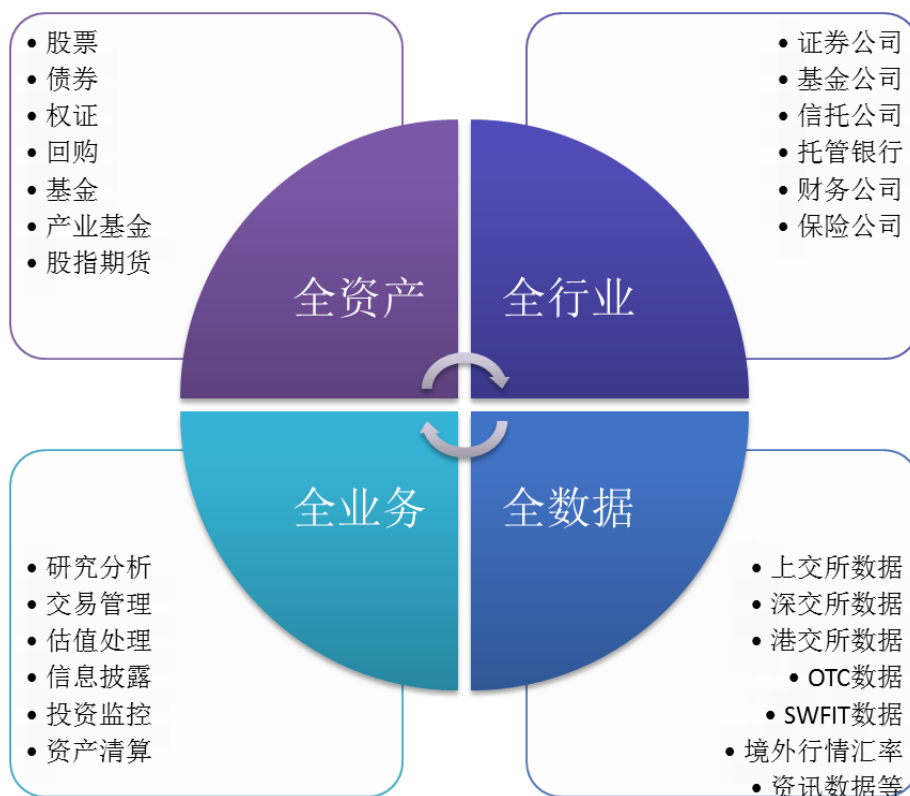 • 股票
• 债券
• 权证
• 回购
• 基金
• 产业基金
• 股指期货
• 证券公司
• 基金公司
• 信托公司
• 托管银行
• 财务公司
• 保险公司
全资产
全行业
全业务
全数据
• 研究分析
• 交易管理
• 估值处理
• 信息披露
• 投资监控
• 资产清算
• 上交所数据
• 深交所数据
• 港交所数据
• OTC数据
• SWFIT数据
• 境外行情汇率
• 资讯数据等